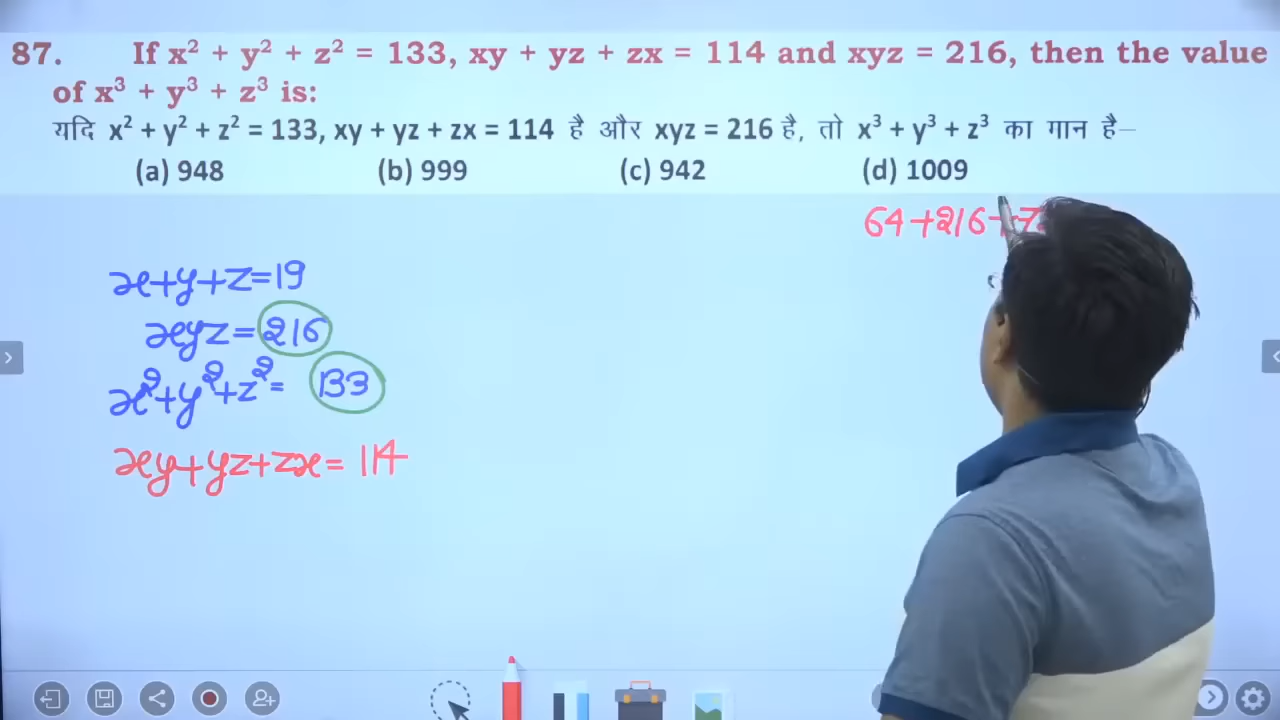 87. If x² + y² + z² = 133, xy + yz + zx = 114 and xyz = 216, then the value
of x³ + y³ + z³ is:
यदि x² + y² + z² = 133, xy + yz + zx = 114 है और xyz = 216 है, तो x³ + y³ + z³ का गान है–
(a) 948 (b) 999 (c) 942 (d) 1009
64+216+7
x+y+z=19
xyz=216
x²+y²+z²= 133
xy+yz+zx= 114